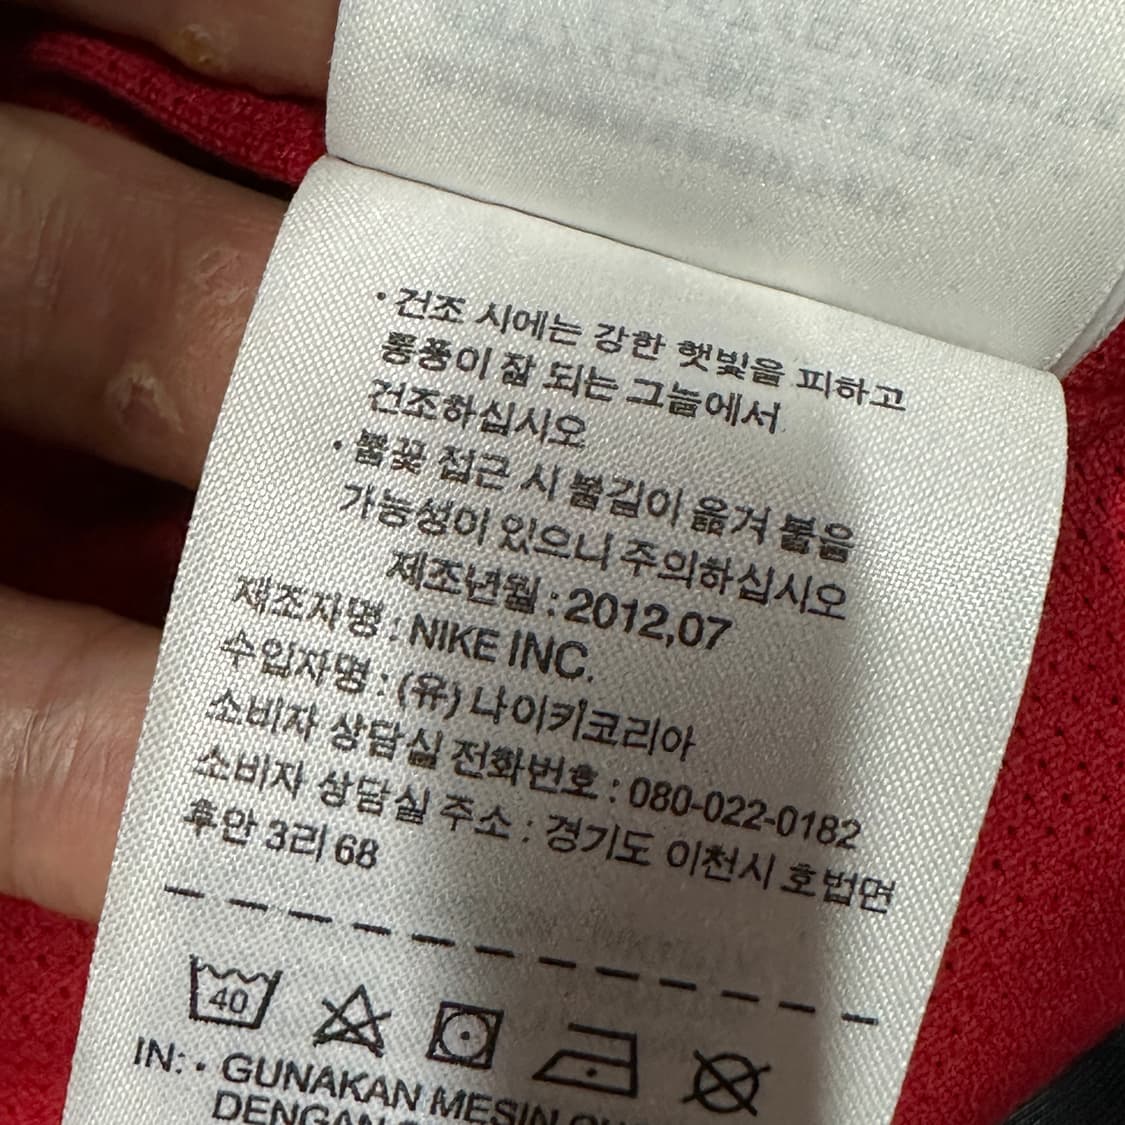 · 건조 시에는 강한 햇빛을 피하고
통풍이 잘 되는 그늘에서
건조하십시오
· 불꽃 접근 시 불길이 옮겨 붙을
가능성이 있으니 주의하십시오
제조년월 : 2012,07
제조자명 : NIKE INC.
수입자명 : (유) 나이키코리아
소비자 상담실 전화번호 : 080-022-0182
소비자 상담실 주소 : 경기도 이천시 호법면
후안 3리 68
40
IN: · GUNAKAN MESIN
DENGAN